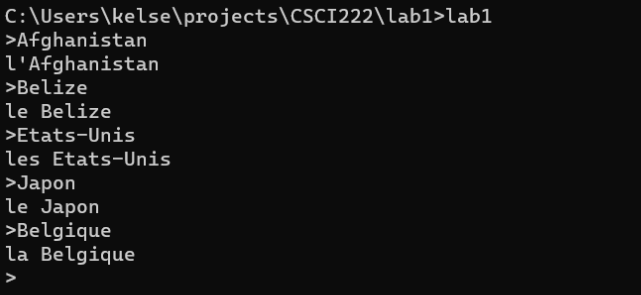 C:\Users\kelse\projects\CSCI222\lab1>lab1
>Afghanistan
l'Afghanistan
>Belize
le Belize
>Etats-Unis
les Etats-Unis
>Japon
le Japon
>Belgique
la Belgique
>